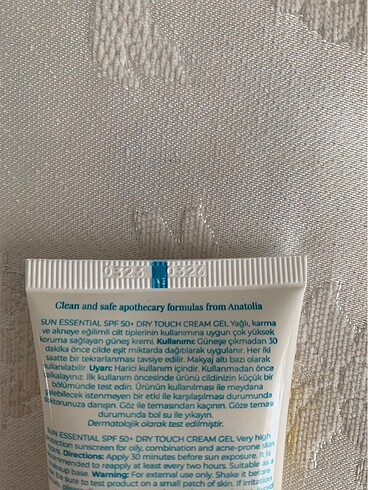 0323 0326
Clean and safe apothecary formulas from Anatolia
SUN ESSENTIAL SPF 50+ DRY TOUCH CREAM GEL Yağlı, karma
ve akneye eğilimli cilt tiplerinin kullanımına uygun çok yüksek
koruma sağlayan güneş kremi. Kullanımı: Güneşe çıkmadan 30
dakika önce cilde eşit miktarda dağıtılarak uygulanır. Her iki
saatte bir tekrarlanması tavsiye edilir. Makyaj altı bazı olarak
kullanılabilir. Uyarı: Harici kullanım içindir. Kullanmadan önce
çalkalayınız. İlk kullanım öncesinde ürünü cildinizin küçük bir
bölümünde test edin. Ürünün kullanılması ile meydana
gelebilecek istenmeyen bir etki ile karşılaşılması durumunda
doktorunuza danışın. Göz ile temasından kaçının. Göze temas
durumunda bol su ile yıkayın.
Dermatolojik olarak test edilmiştir.
SUN ESSENTIAL SPF 50+ DRY TOUCH CREAM GEL Very high
protection sunscreen for oily, combination and acne-prone skin
Directions: Apply 30 minutes before sun exposure. It is
recommended to reapply at least every two hours. Suitable as a
makeup base. Warning: For external use only. Shake it before
Be sure to test product on a small patch of skin. If irritation